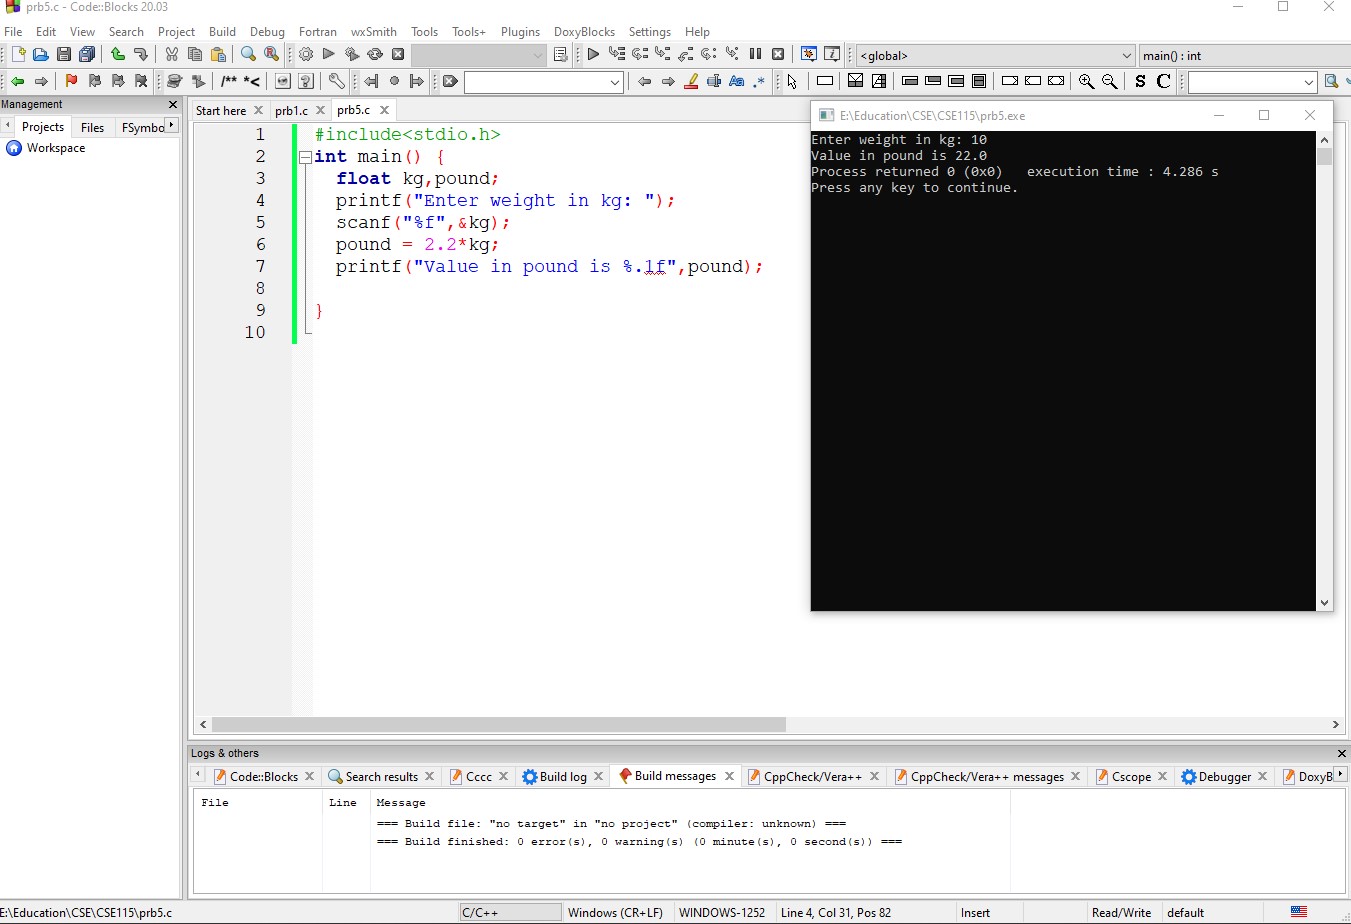 prb5.c - Code::Blocks 20.03
File Edit View Search Project Build Debug Fortran wxSmith Tools Tools+ Plugins DoxyBlocks Settings Help
<global> main() : int
/** *< Aa .* S C
Management
Projects Files FSymbo
Workspace
Start here prb1.c prb5.c
1 #include<stdio.h>
2 int main() {
3 float kg,pound;
4 printf("Enter weight in kg: ");
5 scanf("%f",&kg);
6 pound = 2.2*kg;
7 printf("Value in pound is %.1f",pound);
8
9 }
10
E:\Education\CSE\CSE115\prb5.exe
Enter weight in kg: 10
Value in pound is 22.0
Process returned 0 (0x0)   execution time : 4.286 s
Press any key to continue.
Logs & others
Code::Blocks Search results Cccc Build log Build messages CppCheck/Vera++ CppCheck/Vera++ messages Cscope Debugger DoxyB
File Line Message
=== Build file: "no target" in "no project" (compiler: unknown) ===
=== Build finished: 0 error(s), 0 warning(s) (0 minute(s), 0 second(s)) ===
E:\Education\CSE\CSE115\prb5.c C/C++ Windows (CR+LF) WINDOWS-1252 Line 4, Col 31, Pos 82 Insert Read/Write default